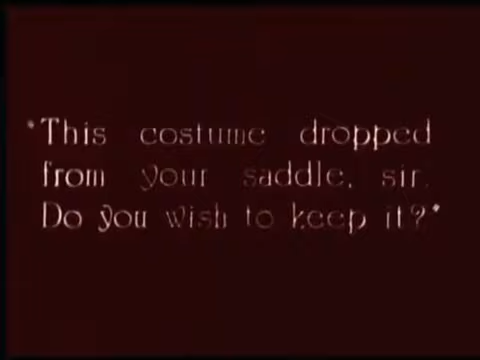 "This costume dropped
from your saddle, sir.
Do you wish to keep it?"